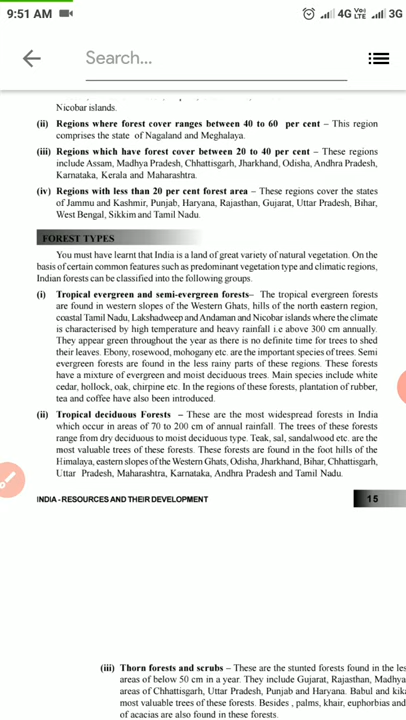 9:51 AM
4G Vo LTE 3G
Search...
Nicobar islands.
(ii) Regions where forest cover ranges between 40 to 60 per cent – This region
comprises the state of Nagaland and Meghalaya.
(iii) Regions which have forest cover between 20 to 40 per cent – These regions
include Assam, Madhya Pradesh, Chhattisgarh, Jharkhand, Odisha, Andhra Pradesh,
Karnataka, Kerala and Maharashtra.
(iv) Regions with less than 20 per cent forest area – These regions cover the states
of Jammu and Kashmir, Punjab, Haryana, Rajasthan, Gujarat, Uttar Pradesh, Bihar,
West Bengal, Sikkim and Tamil Nadu.
FOREST TYPES
You must have learnt that India is a land of great variety of natural vegetation. On the
basis of certain common features such as predominant vegetation type and climatic regions,
Indian forests can be classified into the following groups.
(i) Tropical evergreen and semi-evergreen forests– The tropical evergreen forests
are found in western slopes of the Western Ghats, hills of the north eastern region,
coastal Tamil Nadu, Lakshadweep and Andaman and Nicobar islands where the climate
is characterised by high temperature and heavy rainfall i.e above 300 cm annually.
They appear green throughout the year as there is no definite time for trees to shed
their leaves. Ebony, rosewood, mohogany etc. are the important species of trees. Semi
evergreen forests are found in the less rainy parts of these regions. These forests
have a mixture of evergreen and moist deciduous trees. Main species include white
cedar, hollock, oak, chirpine etc. In the regions of these forests, plantation of rubber,
tea and coffee have also been introduced.
(ii) Tropical deciduous Forests – These are the most widespread forests in India
which occur in areas of 70 to 200 cm of annual rainfall. The trees of these forests
range from dry deciduous to moist deciduous type. Teak, sal, sandalwood etc. are the
most valuable trees of these forests. These forests are found in the foot hills of the
Himalaya, eastern slopes of the Western Ghats, Odisha, Jharkhand, Bihar, Chhattisgarh,
Uttar Pradesh, Maharashtra, Karnataka, Andhra Pradesh and Tamil Nadu.
INDIA - RESOURCES AND THEIR DEVELOPMENT 15
(iii) Thorn forests and scrubs – These are the stunted forests found in the les
areas of below 50 cm in a year. They include Gujarat, Rajasthan, Madhya
areas of Chhattisgarh, Uttar Pradesh, Punjab and Haryana. Babul and kika
most valuable trees of these forests. Besides , palms, khair, euphorbias and
of acacias are also found in these forests.